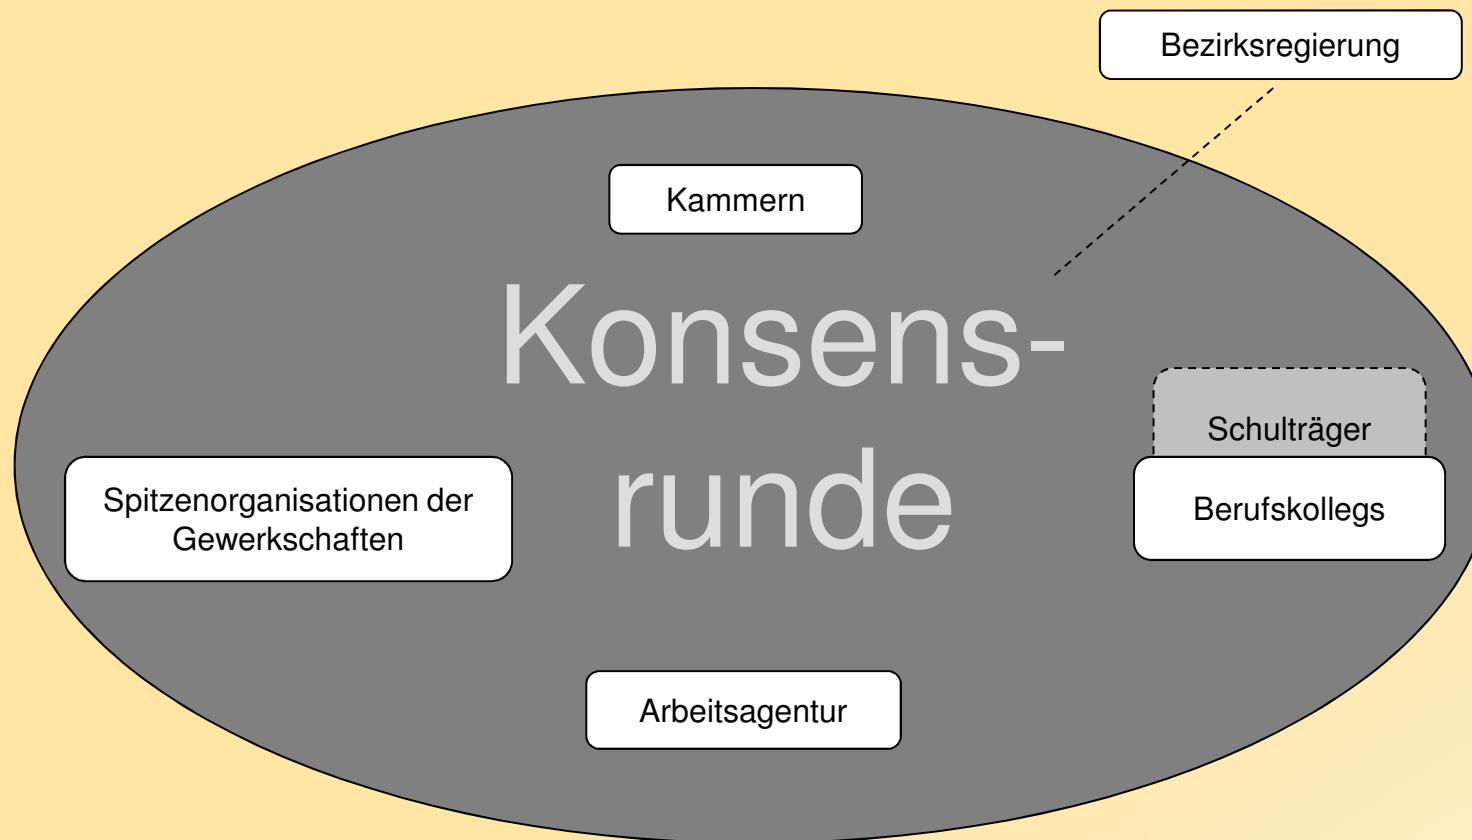 Bezirksregierung
Kammern
Konsens-
runde
Schulträger
Berufskollegs
Spitzenorganisationen der
Gewerkschaften
Arbeitsagentur